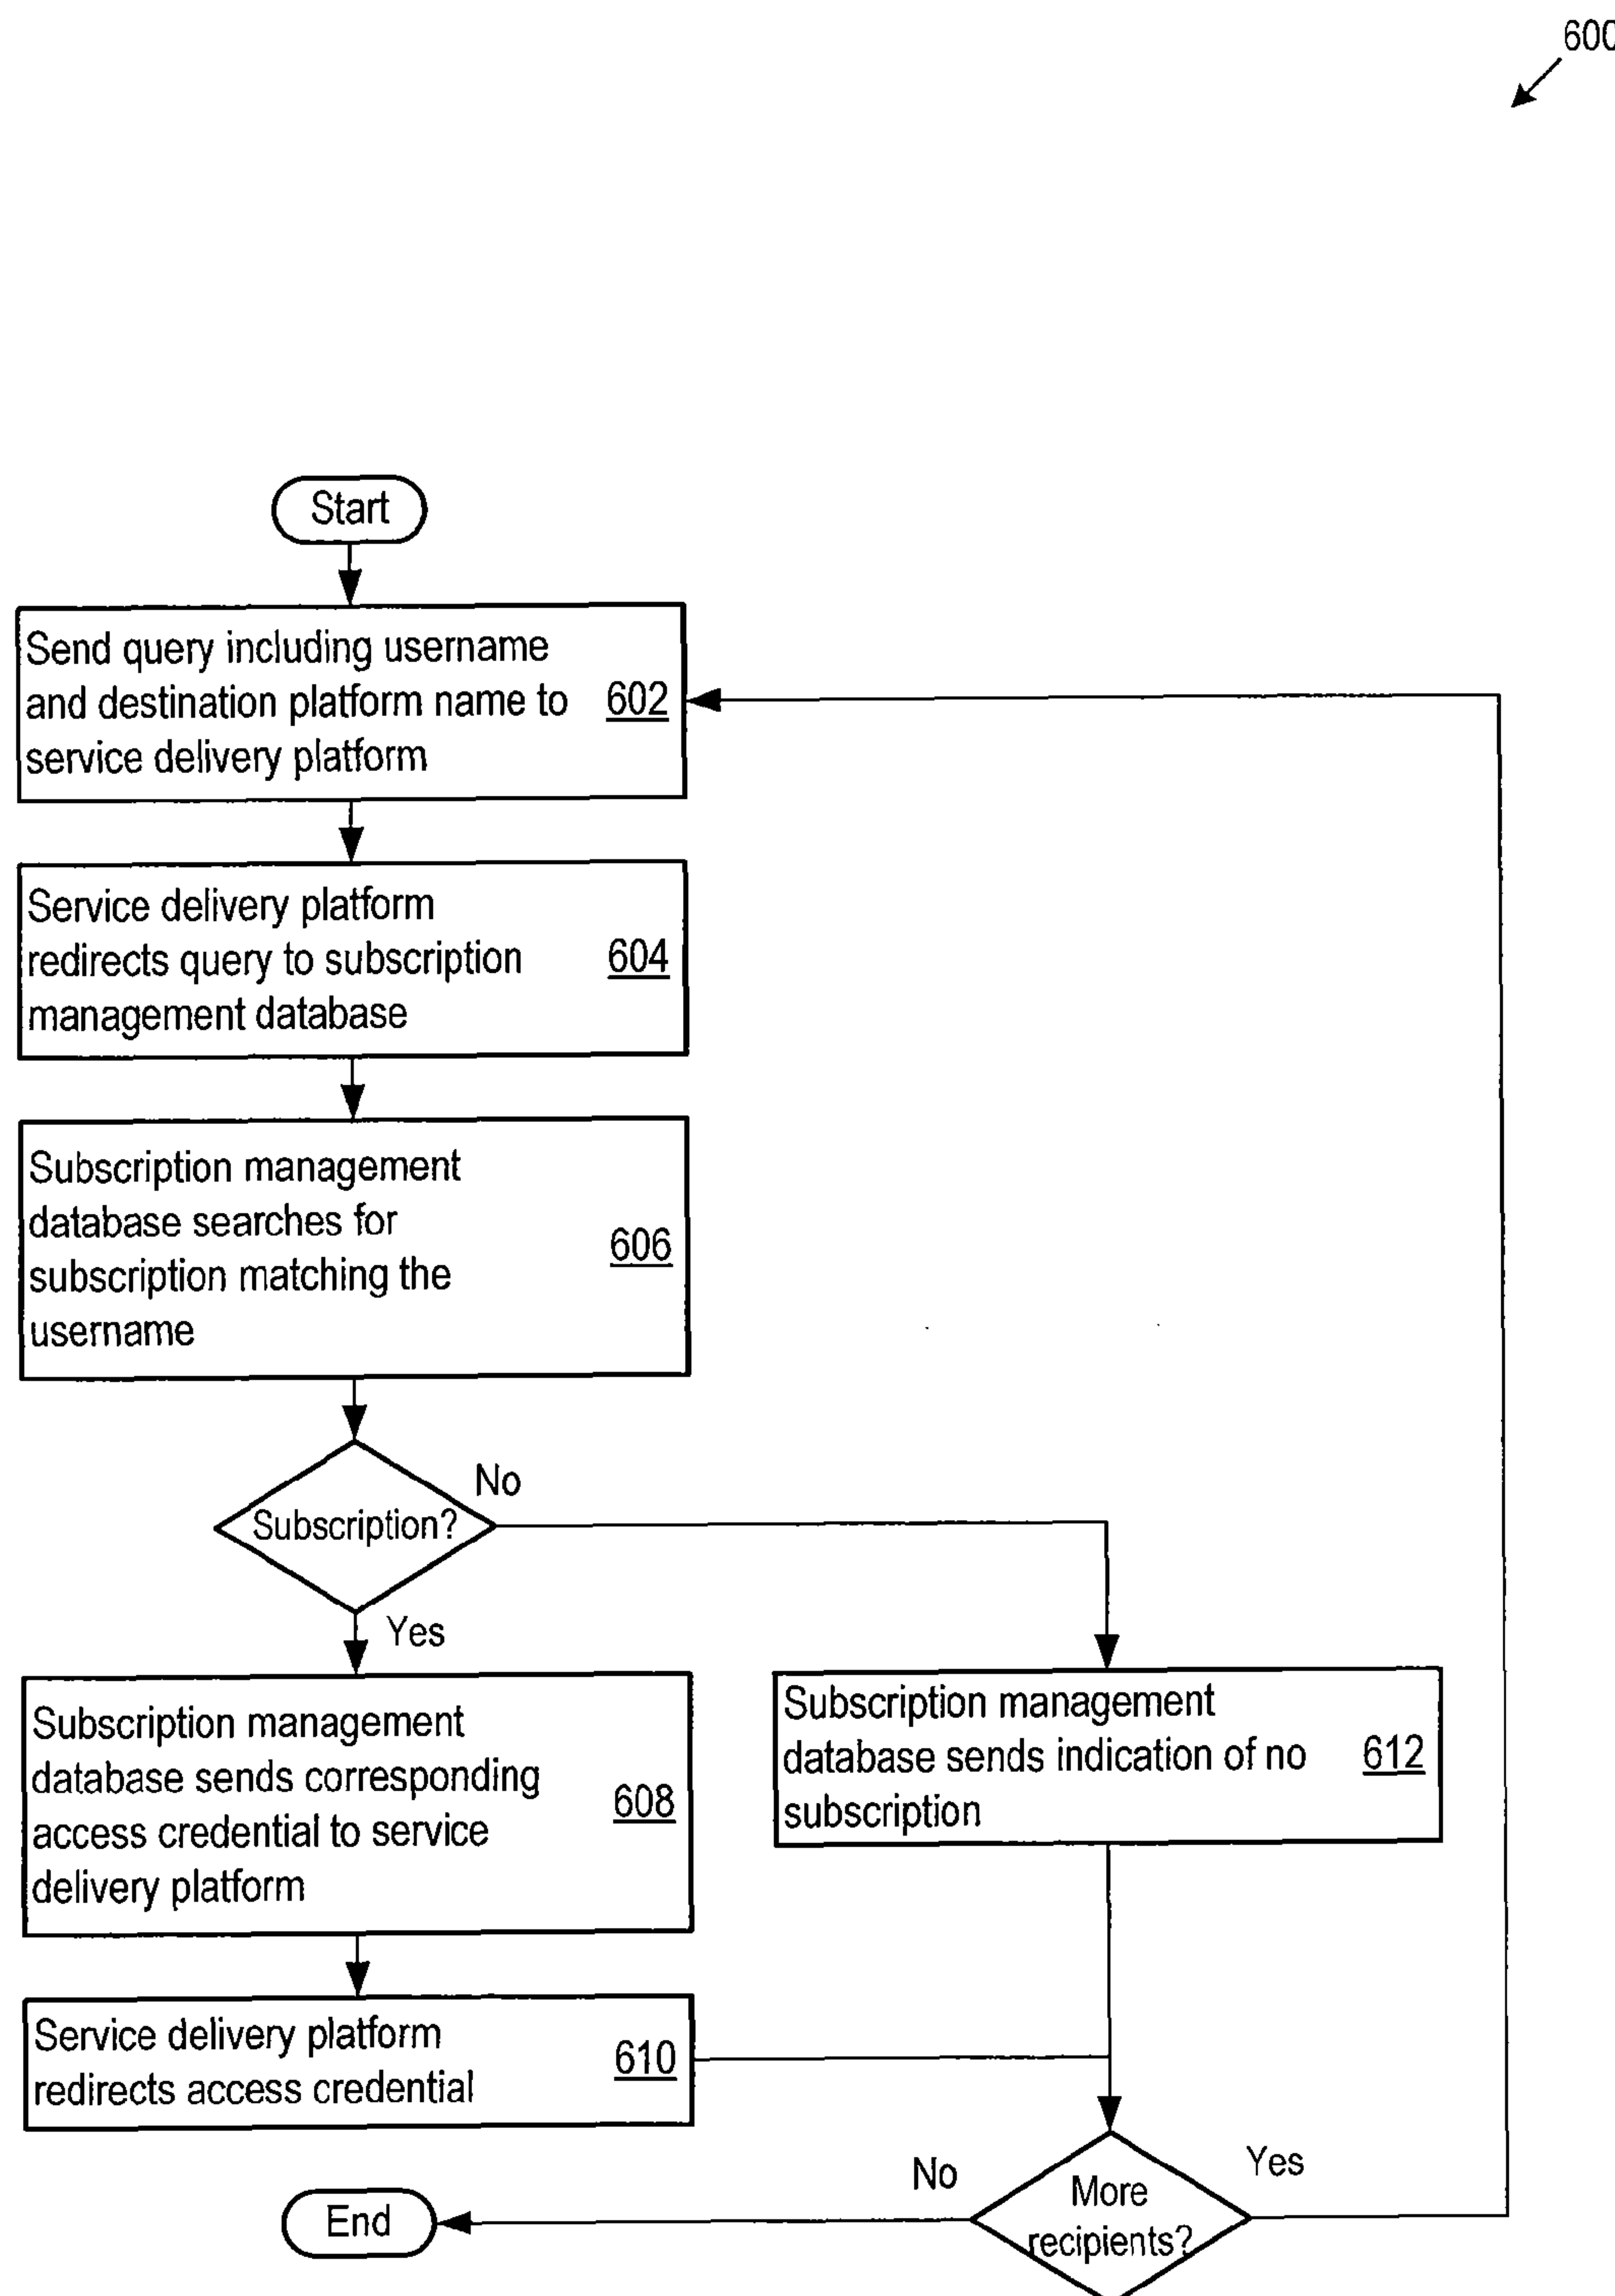 600
Start
Send query including username
and destination platform name to
service delivery platform
602
Service delivery platform
redirects query to subscription
management database
604
Subscription management
database searches for
subscription matching the
username
606
Subscription?
No
Yes
Subscription management
database sends corresponding
access credential to service
delivery platform
608
Subscription management
database sends indication of no
subscription
612
Service delivery platform
redirects access credential
610
No
More
recipients?
Yes
End